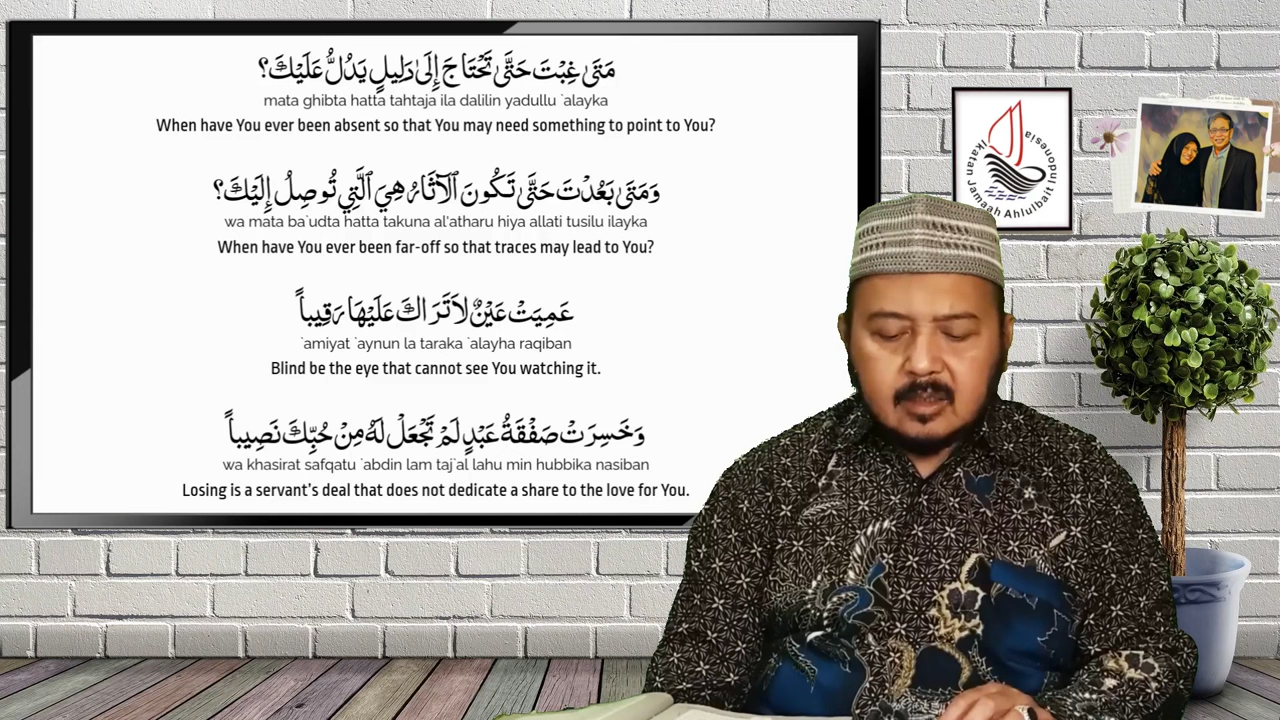 مَتَىٰ غِبْتَ حَتَّىٰ تَحْتَاجَ إِلَىٰ دَلِيلٍ يَدُلُّ عَلَيْكَ؟
mata ghibta hatta tahtaja ila dalilin yadullu `alayka
When have You ever been absent so that You may need something to point to You?
وَمَتَىٰ بَعُدْتَ حَتَّىٰ تَكُونَ ٱلآثَارُ هِيَ ٱلَّتِي تُوصِلُ إِلَيْكَ؟
wa mata ba`udta hatta takuna al'atharu hiya allati tusilu ilayka
When have You ever been far-off so that traces may lead to You?
عَمِيَتْ عَيْنٌ لاَ تَرَاكَ عَلَيْهَا رَقِيباً
`amiyat `aynun la taraka `alayha raqiban
Blind be the eye that cannot see You watching it.
وَخَسِرَتْ صَفْقَةُ عَبْدٍ لَمْ تَجْعَلْ لَهُ مِنْ حُبِّكَ نَصِيباً
wa khasirat safqatu `abdin lam taj`al lahu min hubbika nasiban
Losing is a servant's deal that does not dedicate a share to the love for You.
Ikatan Jamaah Ahlulbait Indonesia